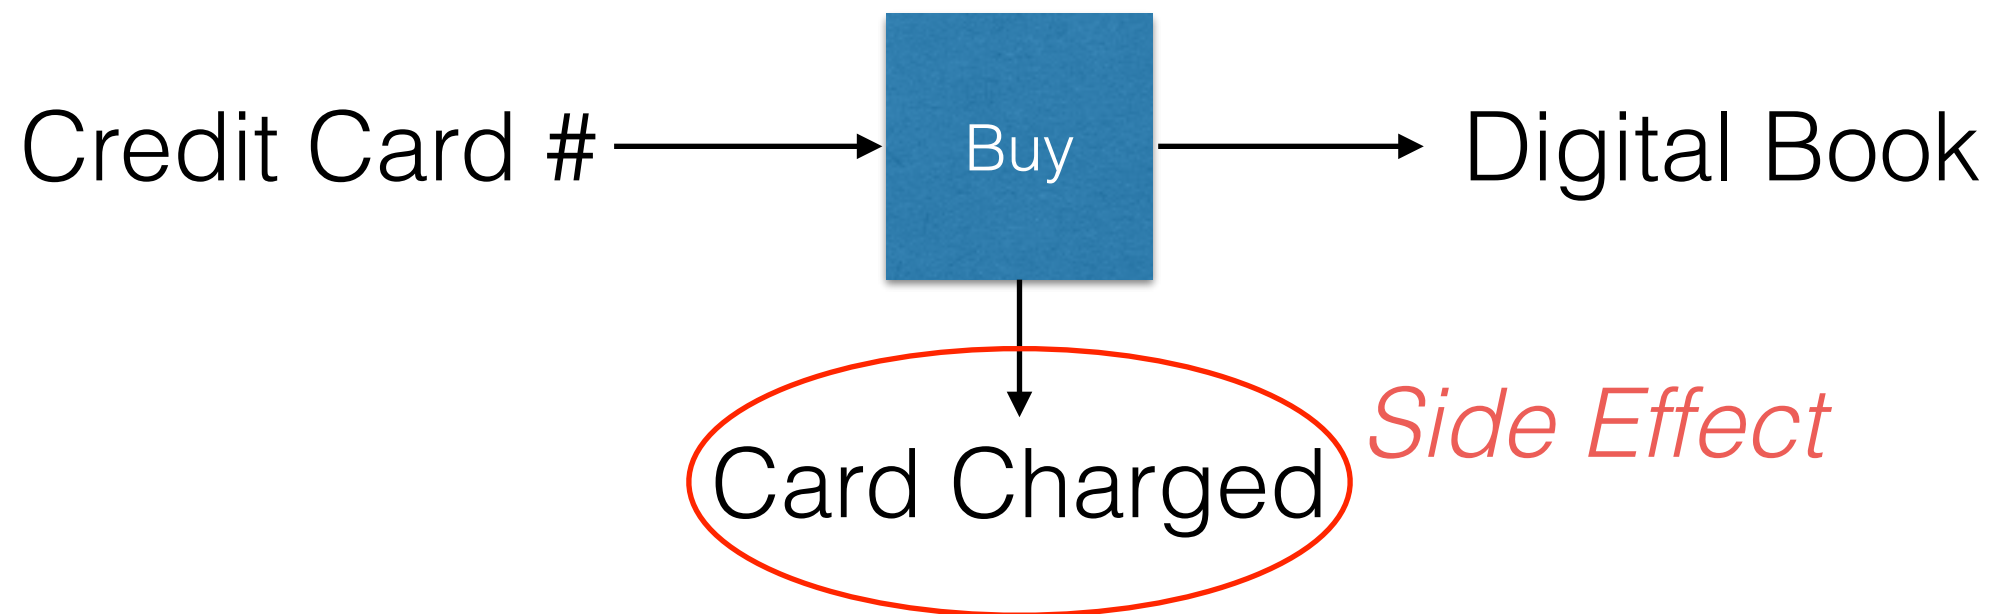 Credit Card #
Buy
Digital Book
Side Effect
Card Charged